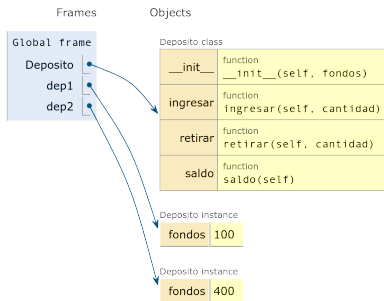 Frames Objects
Global frame
Deposito
dep1
dep2
Deposito class
__init__ function
__init__(self, fondos)
ingresar function
ingresar(self, cantidad)
retirar function
retirar(self, cantidad)
saldo function
saldo(self)
Deposito instance
fondos 100
Deposito instance
fondos 400